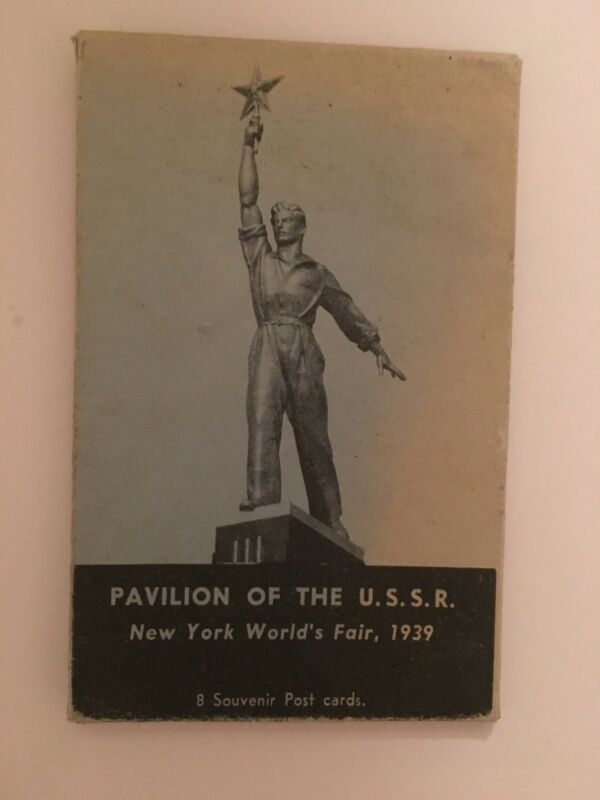 PAVILION OF THE U.S.S.R.
New York World's Fair, 1939
8 Souvenir Post cards.